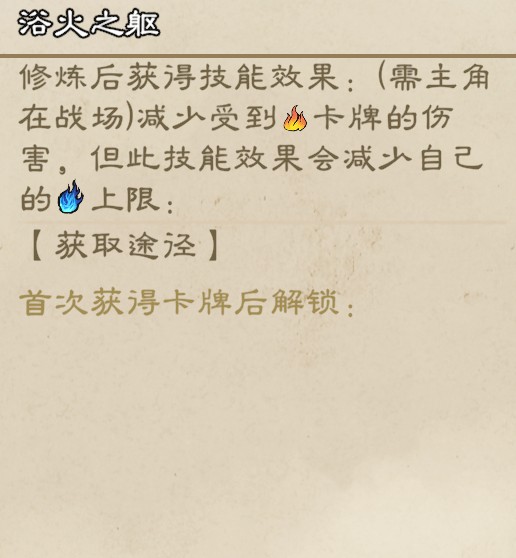 浴火之躯
修炼后获得技能效果：(需主角
在战场)减少受到🔥卡牌的伤
害，但此技能效果会减少自己
的上限：
【获取途径】
首次获得卡牌后解锁：